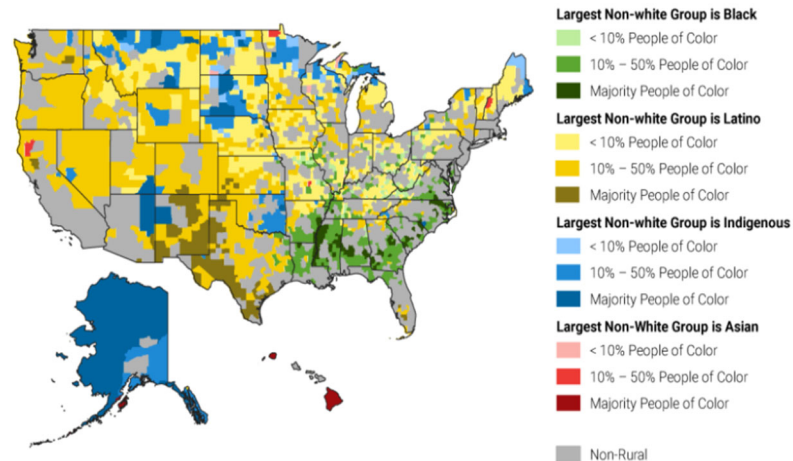 Largest Non-white Group is Black
< 10% People of Color
10% – 50% People of Color
Majority People of Color
Largest Non-white Group is Latino
< 10% People of Color
10% – 50% People of Color
Majority People of Color
Largest Non-white Group is Indigenous
< 10% People of Color
10% – 50% People of Color
Majority People of Color
Largest Non-White Group is Asian
< 10% People of Color
10% – 50% People of Color
Majority People of Color
Non-Rural